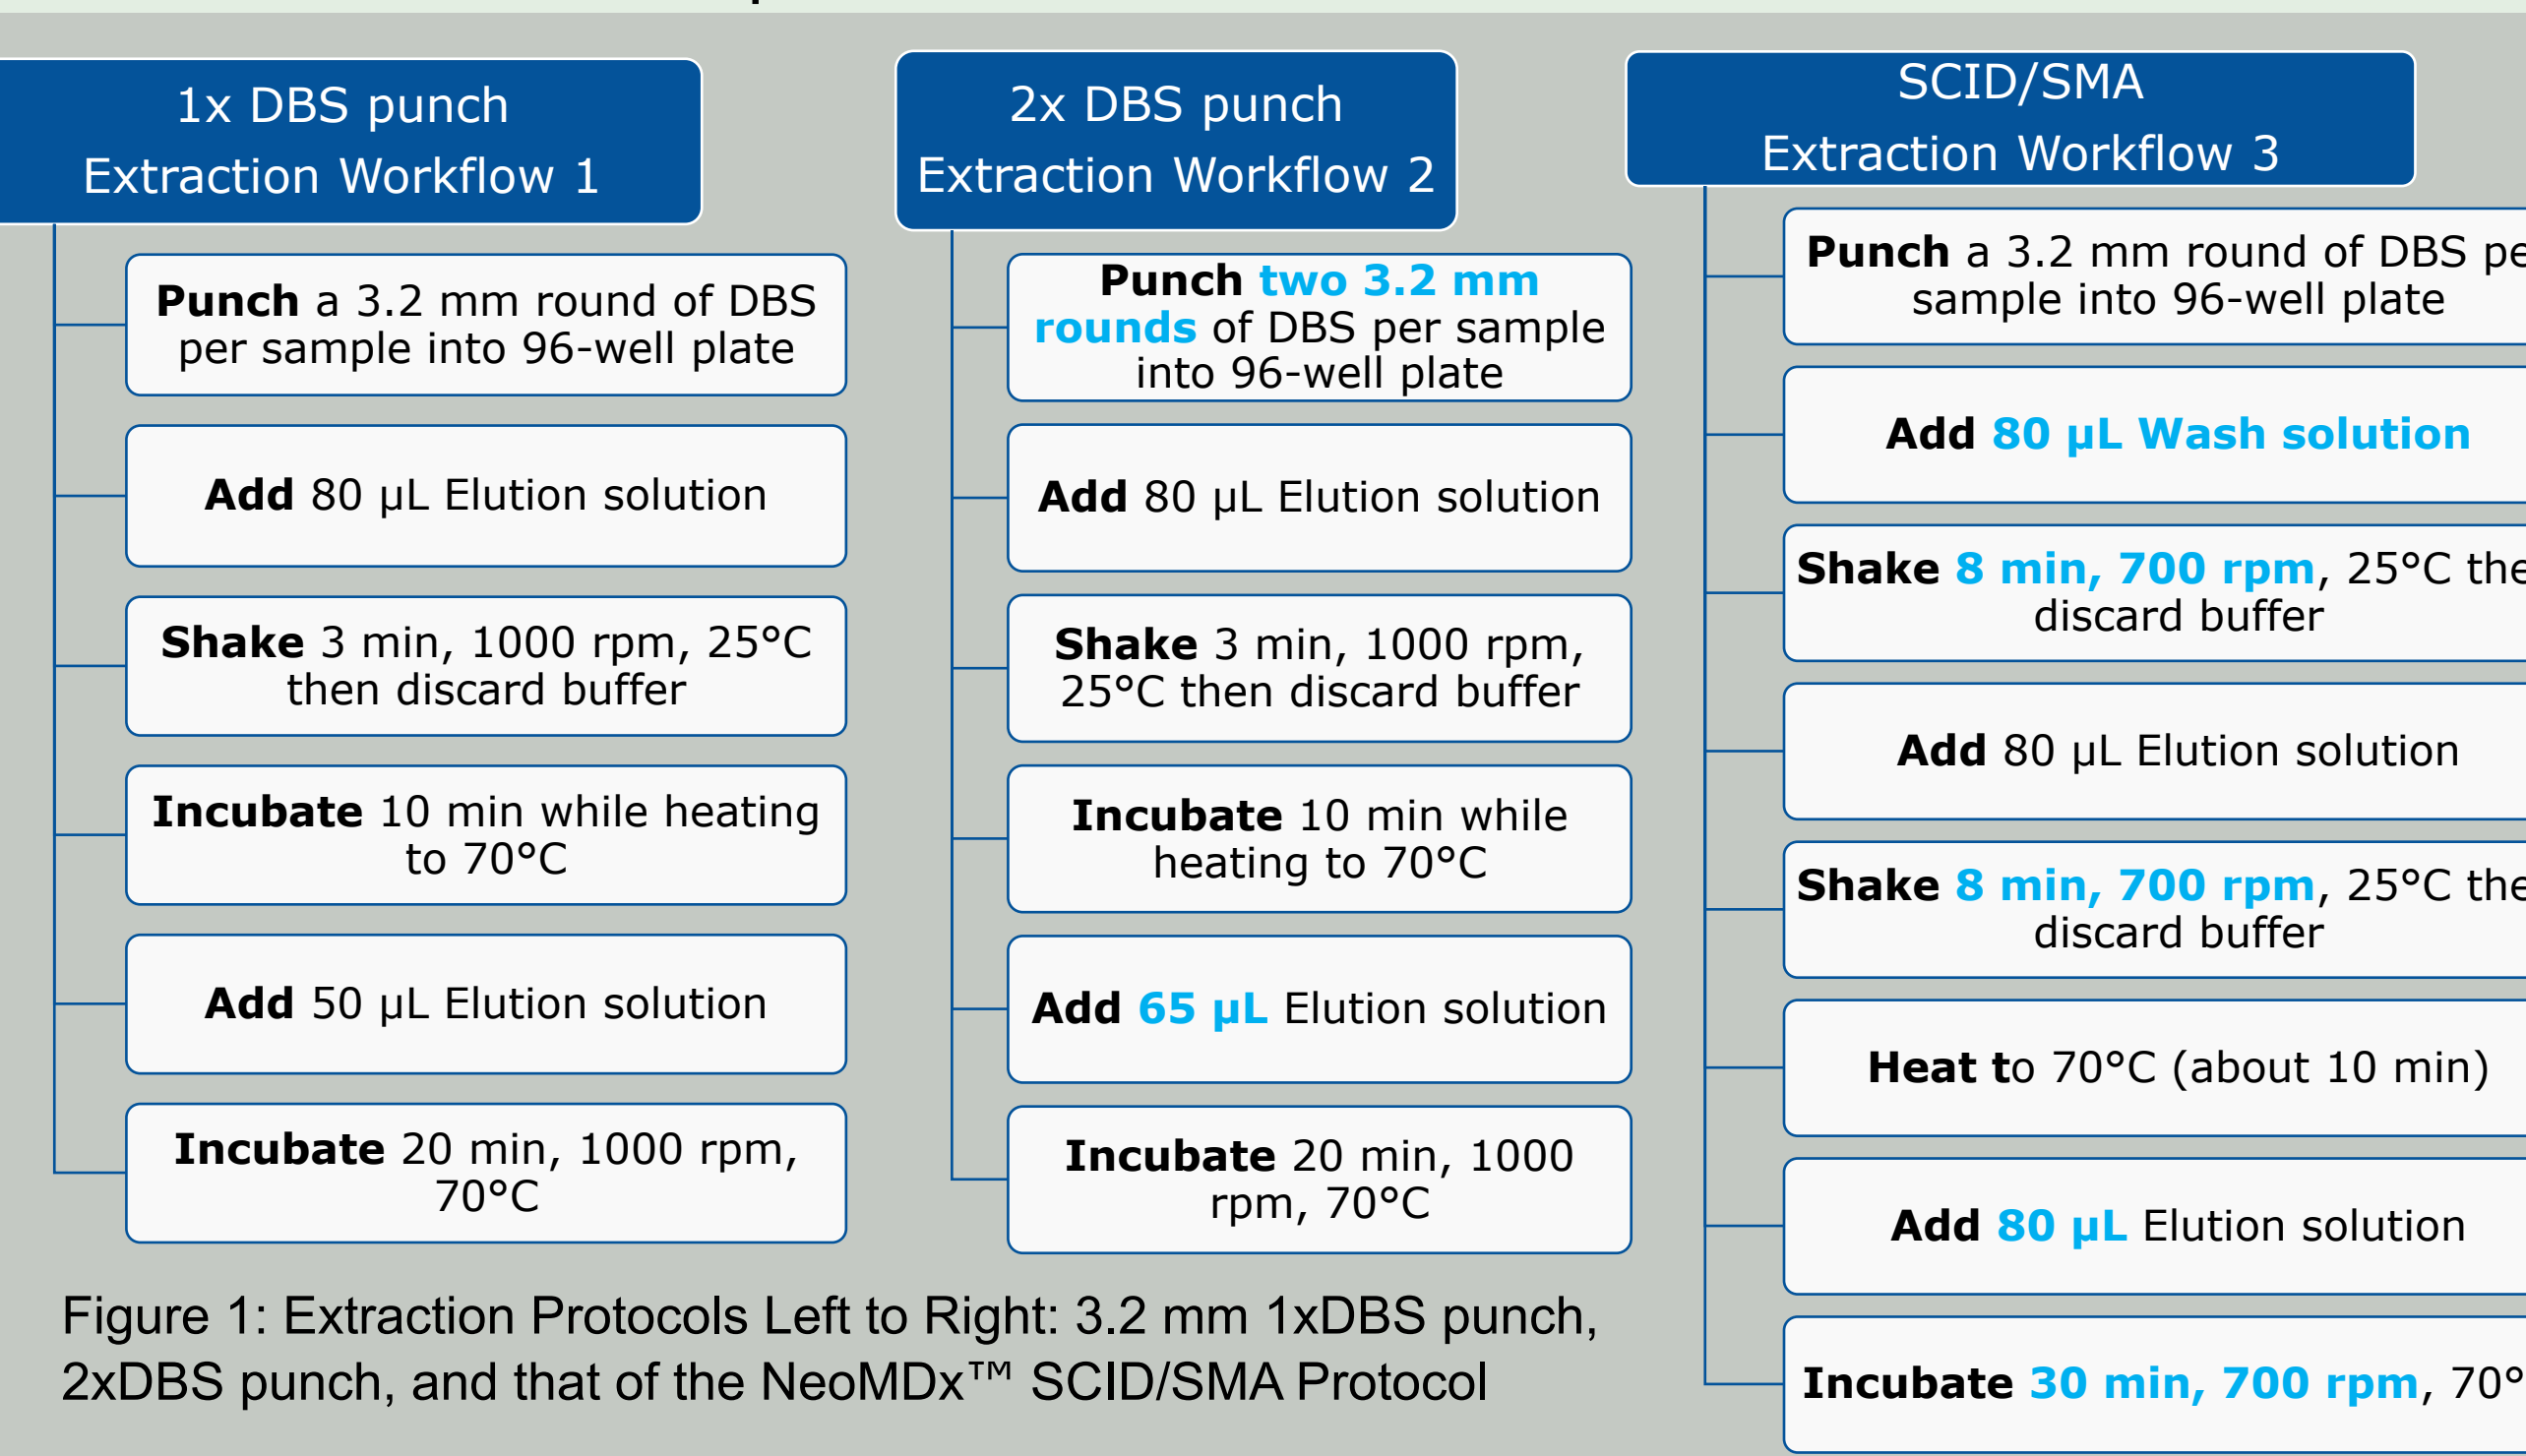 1x DBS punch
Extraction Workflow 1
Punch a 3.2 mm round of DBS
per sample into 96-well plate
Add 80 µL Elution solution
Shake 3 min, 1000 rpm, 25°C
then discard buffer
Incubate 10 min while heating
to 70°C
Add 50 µL Elution solution
Incubate 20 min, 1000 rpm,
70°C
2x DBS punch
Extraction Workflow 2
Punch two 3.2 mm
rounds of DBS per sample
into 96-well plate
Add 80 µL Elution solution
Shake 3 min, 1000 rpm,
25°C then discard buffer
Incubate 10 min while
heating to 70°C
Add 65 µL Elution solution
Incubate 20 min, 1000
rpm, 70°C
SCID/SMA
Extraction Workflow 3
Punch a 3.2 mm round of DBS pe
sample into 96-well plate
Add 80 µL Wash solution
Shake 8 min, 700 rpm, 25°C the
discard buffer
Add 80 µL Elution solution
Shake 8 min, 700 rpm, 25°C the
discard buffer
Heat to 70°C (about 10 min)
Add 80 µL Elution solution
Incubate 30 min, 700 rpm, 70°
Figure 1: Extraction Protocols Left to Right: 3.2 mm 1xDBS punch,
2xDBS punch, and that of the NeoMDx™ SCID/SMA Protocol